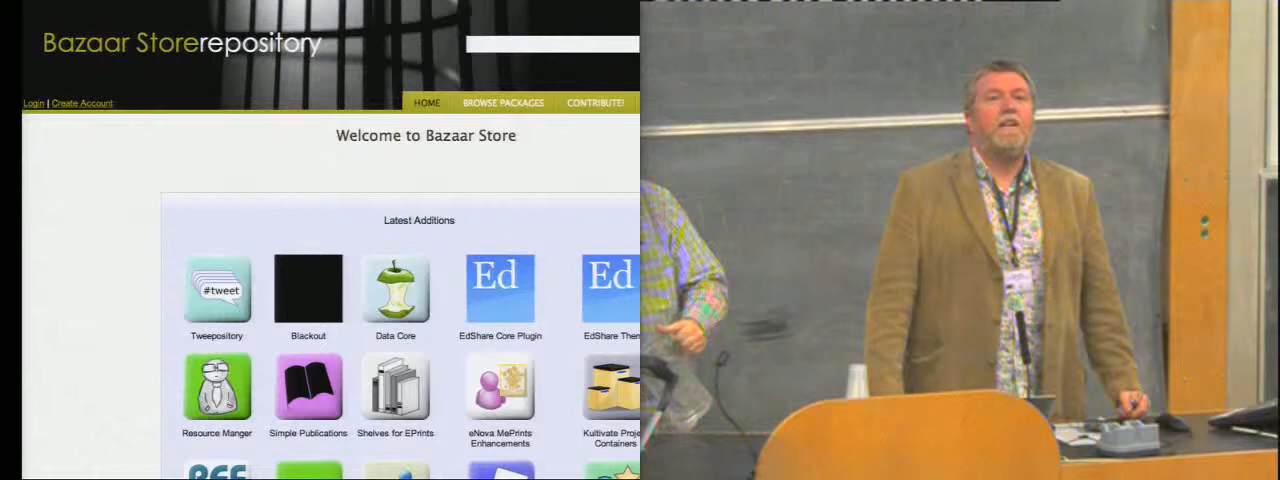 Bazaar Storerepository
Login | Create Account
HOME BROWSE PACKAGES CONTRIBUTE!
Welcome to Bazaar Store
Latest Additions
#tweet
Ed
Ed
Tweepository
Blackout
Data Core
EdShare Core Plugin
EdShare Them
Resource Manger
Simple Publications
Shelves for EPrints
eNova MePrints
Enhancements
Kultivate Proje
Containers